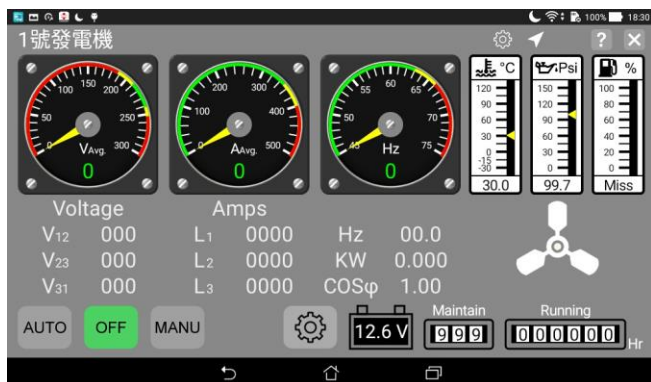 100% 18:30
1號發電機 ? ×
50 100 150 200 250 300
0
VAvg.
0
100 200 300 400 500
0
AAvg.
0
45 55 60 65 75
Hz
0
°C
120
90
60
30
0
-15
-30
30.0
Psi
150
120
90
60
30
0
99.7
%
100
80
60
40
20
0
Miss
Voltage Amps
V12 000 L1 0000 Hz 00.0
V23 000 L2 0000 KW 0.000
V31 000 L3 0000 COSφ 1.00
AUTO OFF MANU
12.6 V
Maintain
999
Running
000000 Hr